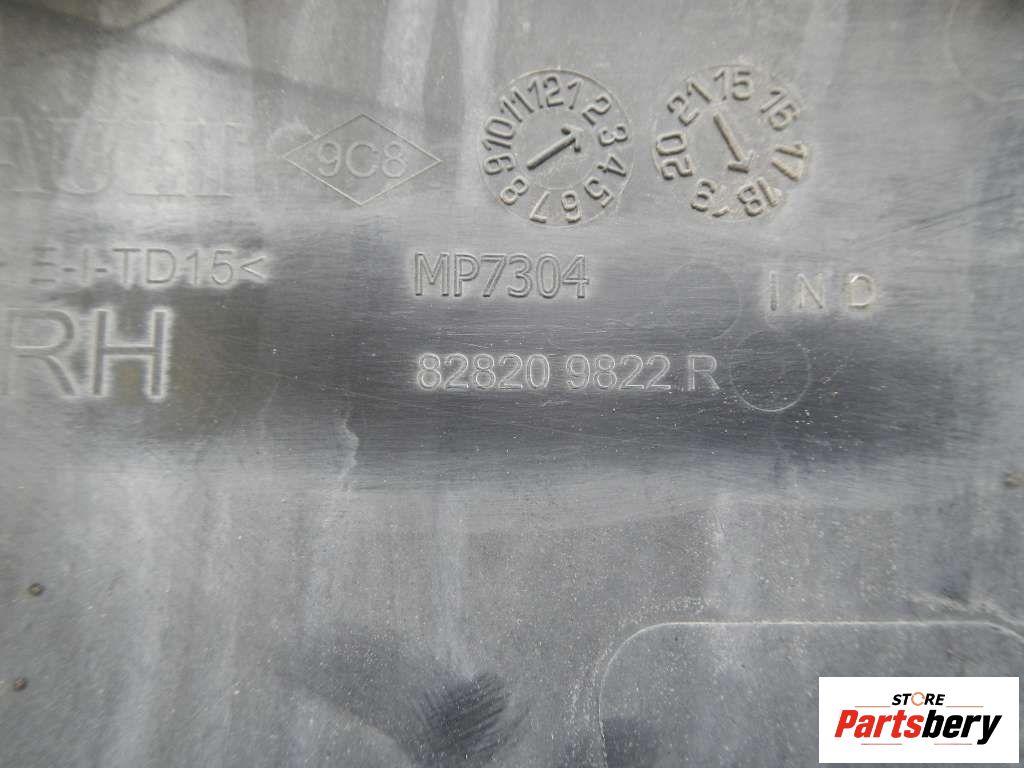 9C8
10 11 12 1 2 3 4 5 6 7 8 9
20 21 15 16 17 18
TD15<
MP7304
IND
RH
82820 9822 R
STORE
Partsbery